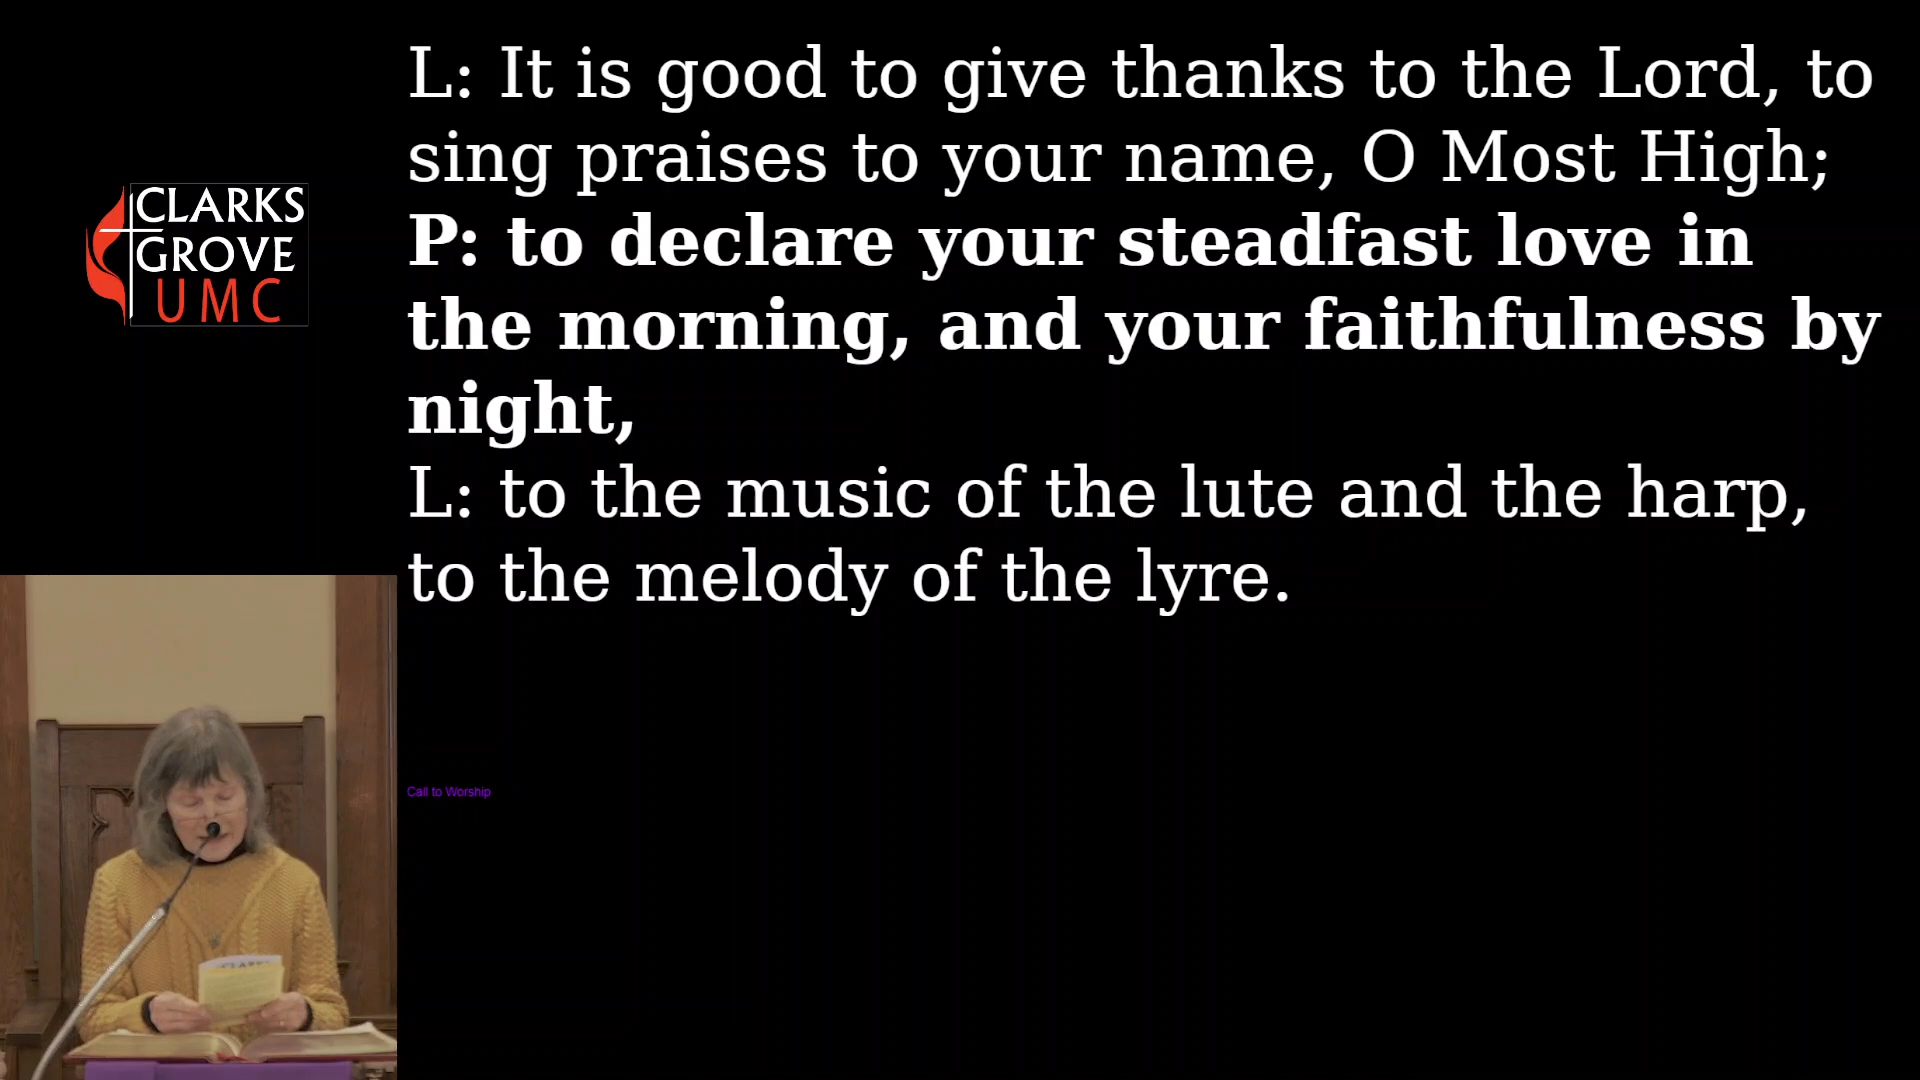 CLARKS
GROVE
UMC
L: It is good to give thanks to the Lord, to
sing praises to your name, O Most High;
P: to declare your steadfast love in
the morning, and your faithfulness by
night,
L: to the music of the lute and the harp,
to the melody of the lyre.
Call to Worship